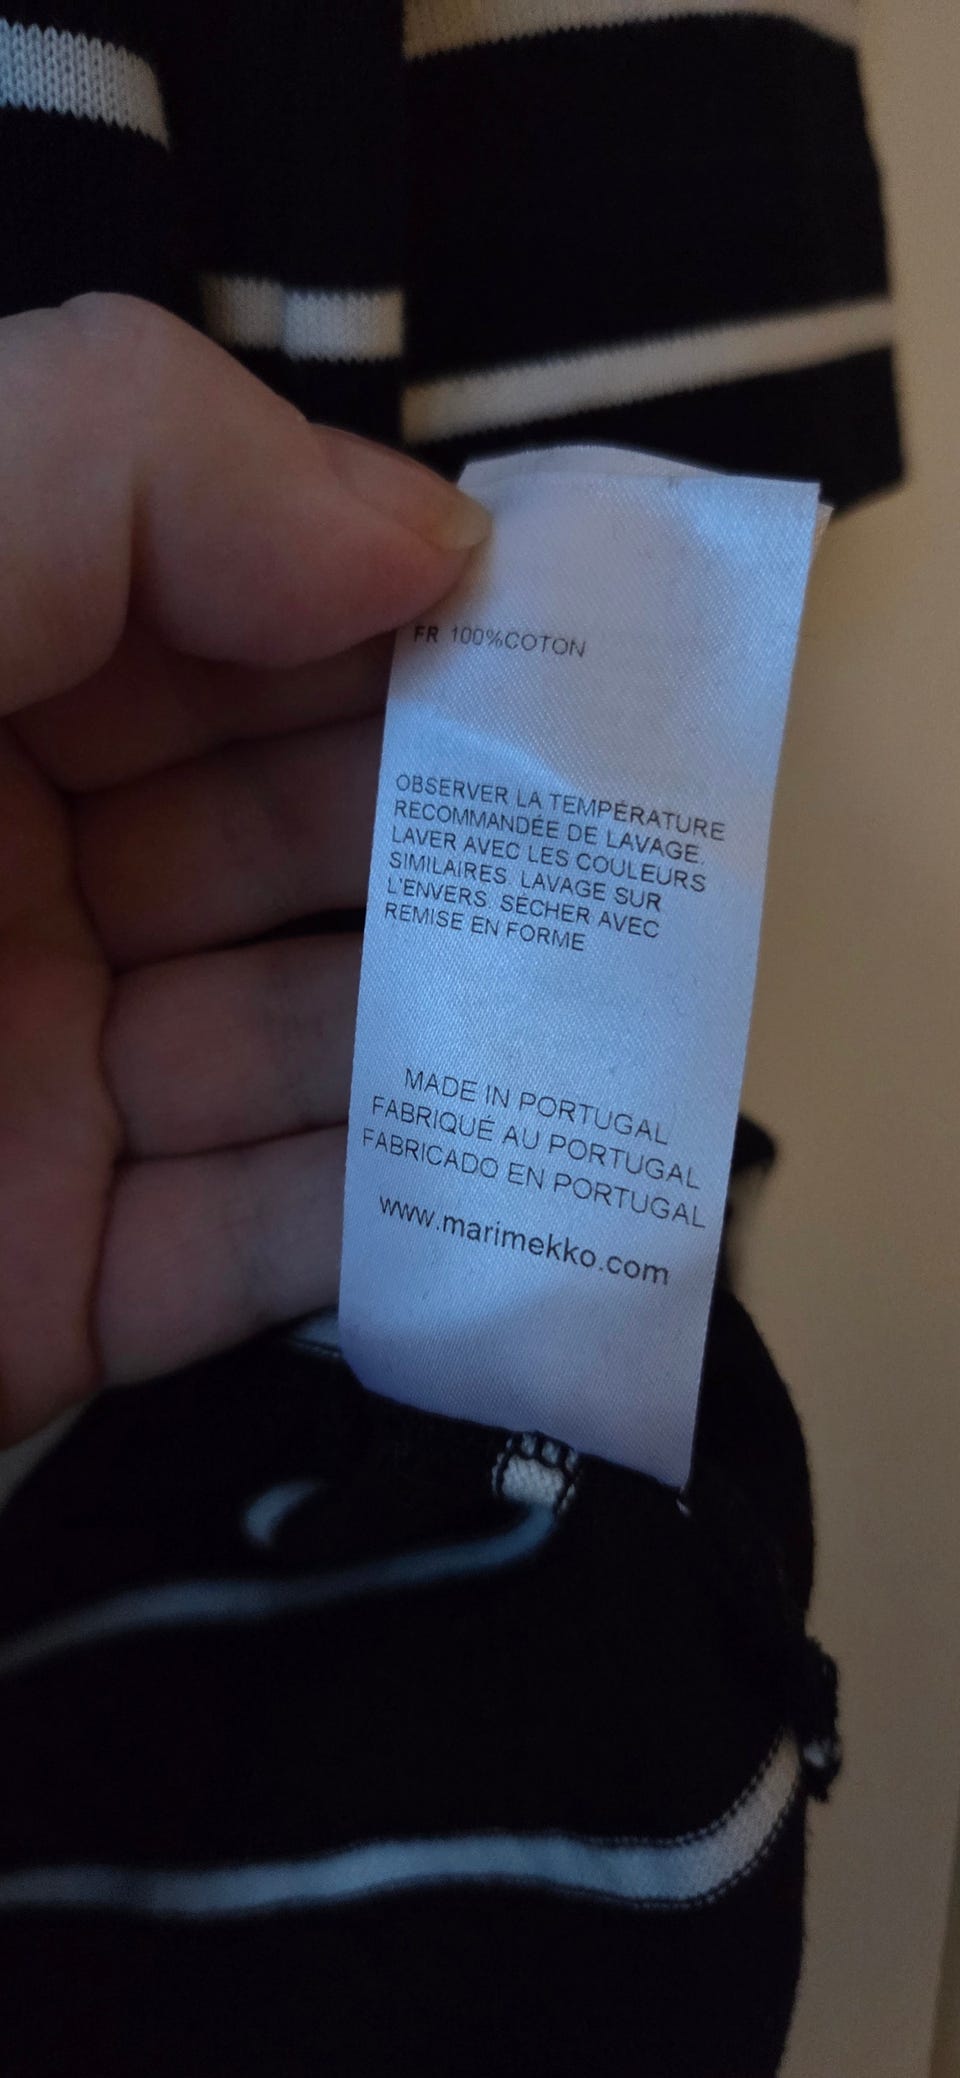 FR 100%COTON
OBSERVER LA TEMPÉRATURE
RECOMMANDÉE DE LAVAGE.
LAVER AVEC LES COULEURS
SIMILAIRES. LAVAGE SUR
L'ENVERS. SÉCHER AVEC
REMISE EN FORME
MADE IN PORTUGAL
FABRIQUÉ AU PORTUGAL
FABRICADO EN PORTUGAL
www.marimekko.com